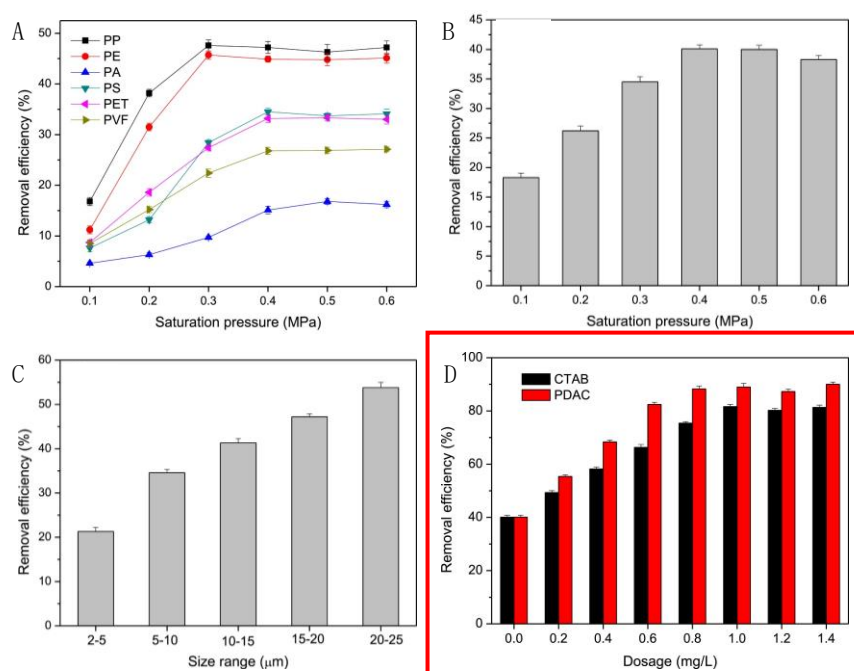 A
PP
PE
PA
PS
PET
PVF
50
40
30
20
10
0
Removal efficiency (%)
0.1 0.2 0.3 0.4 0.5 0.6
Saturation pressure (MPa)
B
45
40
35
30
25
20
15
10
5
0
Removal efficiency (%)
0.1 0.2 0.3 0.4 0.5 0.6
Saturation pressure (MPa)
C
60
50
40
30
20
10
0
Removal efficiency (%)
2-5 5-10 10-15 15-20 20-25
Size range (μm)
D
CTAB
PDAC
100
80
60
40
20
0
Removal efficiency (%)
0.0 0.2 0.4 0.6 0.8 1.0 1.2 1.4
Dosage (mg/L)